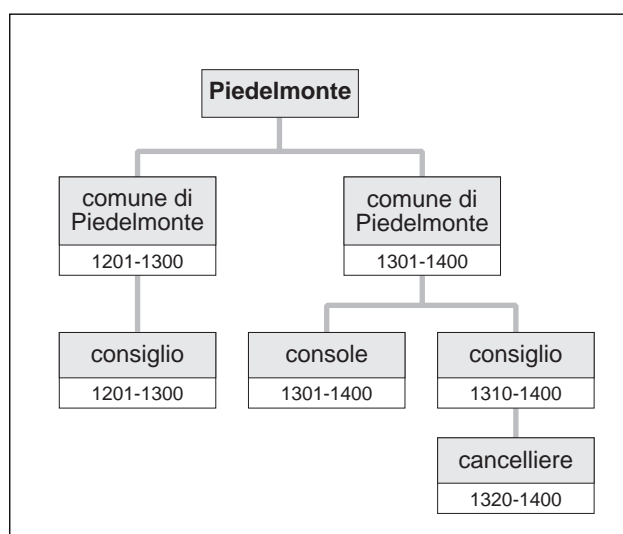 Piedelmonte
comune di
Piedelmonte
1201-1300
comune di
Piedelmonte
1301-1400
consiglio
1201-1300
console
1301-1400
consiglio
1310-1400
cancelliere
1320-1400